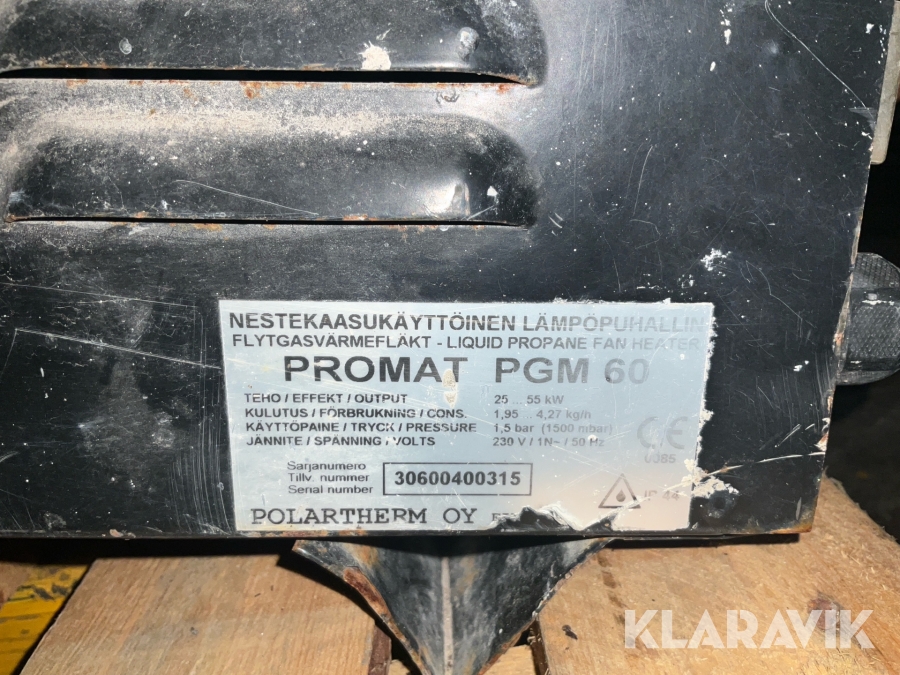 NESTEKAASUKÄYTTÖINEN LÄMPÖPUHALLIN
FLYTGASVÄRMEFLÄKT - LIQUID PROPANE FAN HEATER
PROMAT PGM 60
TEHO / EFFEKT / OUTPUT 25 ... 55 kW
KULUTUS / FÖRBRUKNING / CONS. 1,95 ... 4,27 kg/h
KÄYTTÖPAINE / TRYCK / PRESSURE 1,5 bar (1500 mbar)
JÄNNITE / SPÄNNING / VOLTS 230 V / 1N~ / 50 Hz
CE
Sarjanumero
Tillv. nummer 30600400315
Serial number
IP 44
POLARTHERM OY
KLARAVIK